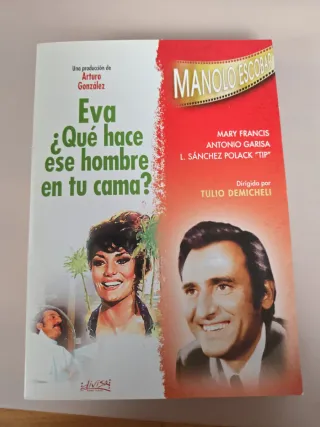 Una producción de
Arturo
González
Eva
¿Qué hace
ese hombre
en tu cama?
MANOLO ESCOBAR
MARY FRANCIS
ANTONIO GARISA
L. SÁNCHEZ POLACK "TIP"
Dirigida por
TULIO DEMICHELI
divisa